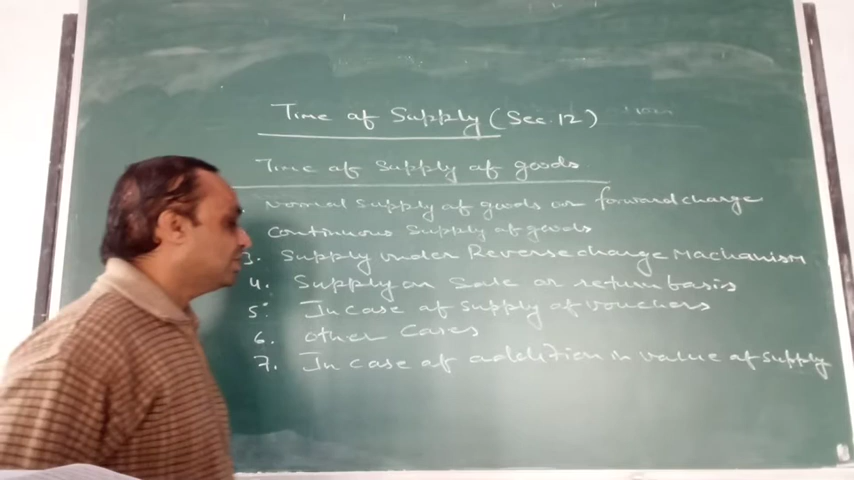 Time of Supply (Sec. 12)
Time of Supply of goods
Normal Supply of goods or forward charge
Continuous Supply of goods
3. Supply under Reverse charge Machanism
4. Supply on Sale or return basis
5. In case of Supply of vouchers
6. other Cases
7. In case of addition in value of Supply